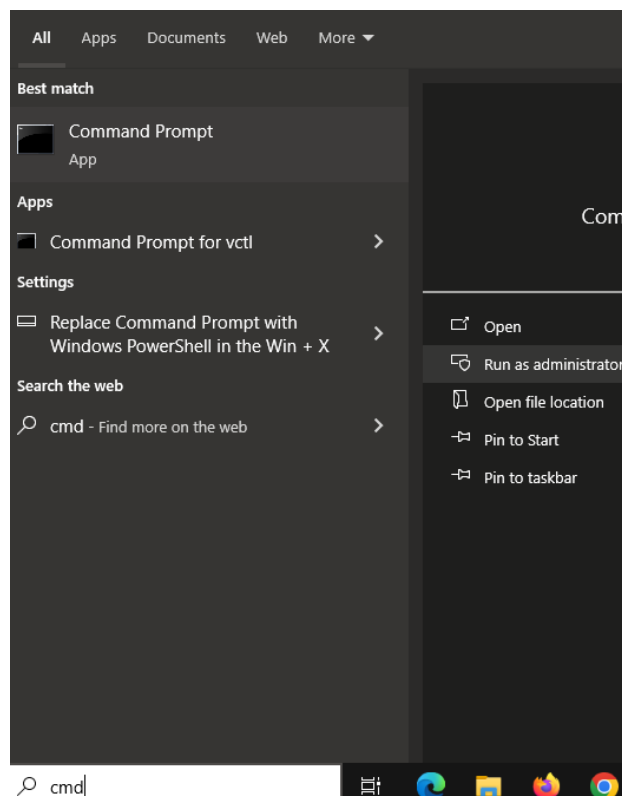 All Apps Documents Web More
Best match
Command Prompt
App
Apps
Command Prompt for vctl
Settings
Replace Command Prompt with
Windows PowerShell in the Win + X
Search the web
cmd - Find more on the web
Com
Open
Run as administrator
Open file location
Pin to Start
Pin to taskbar
cmd